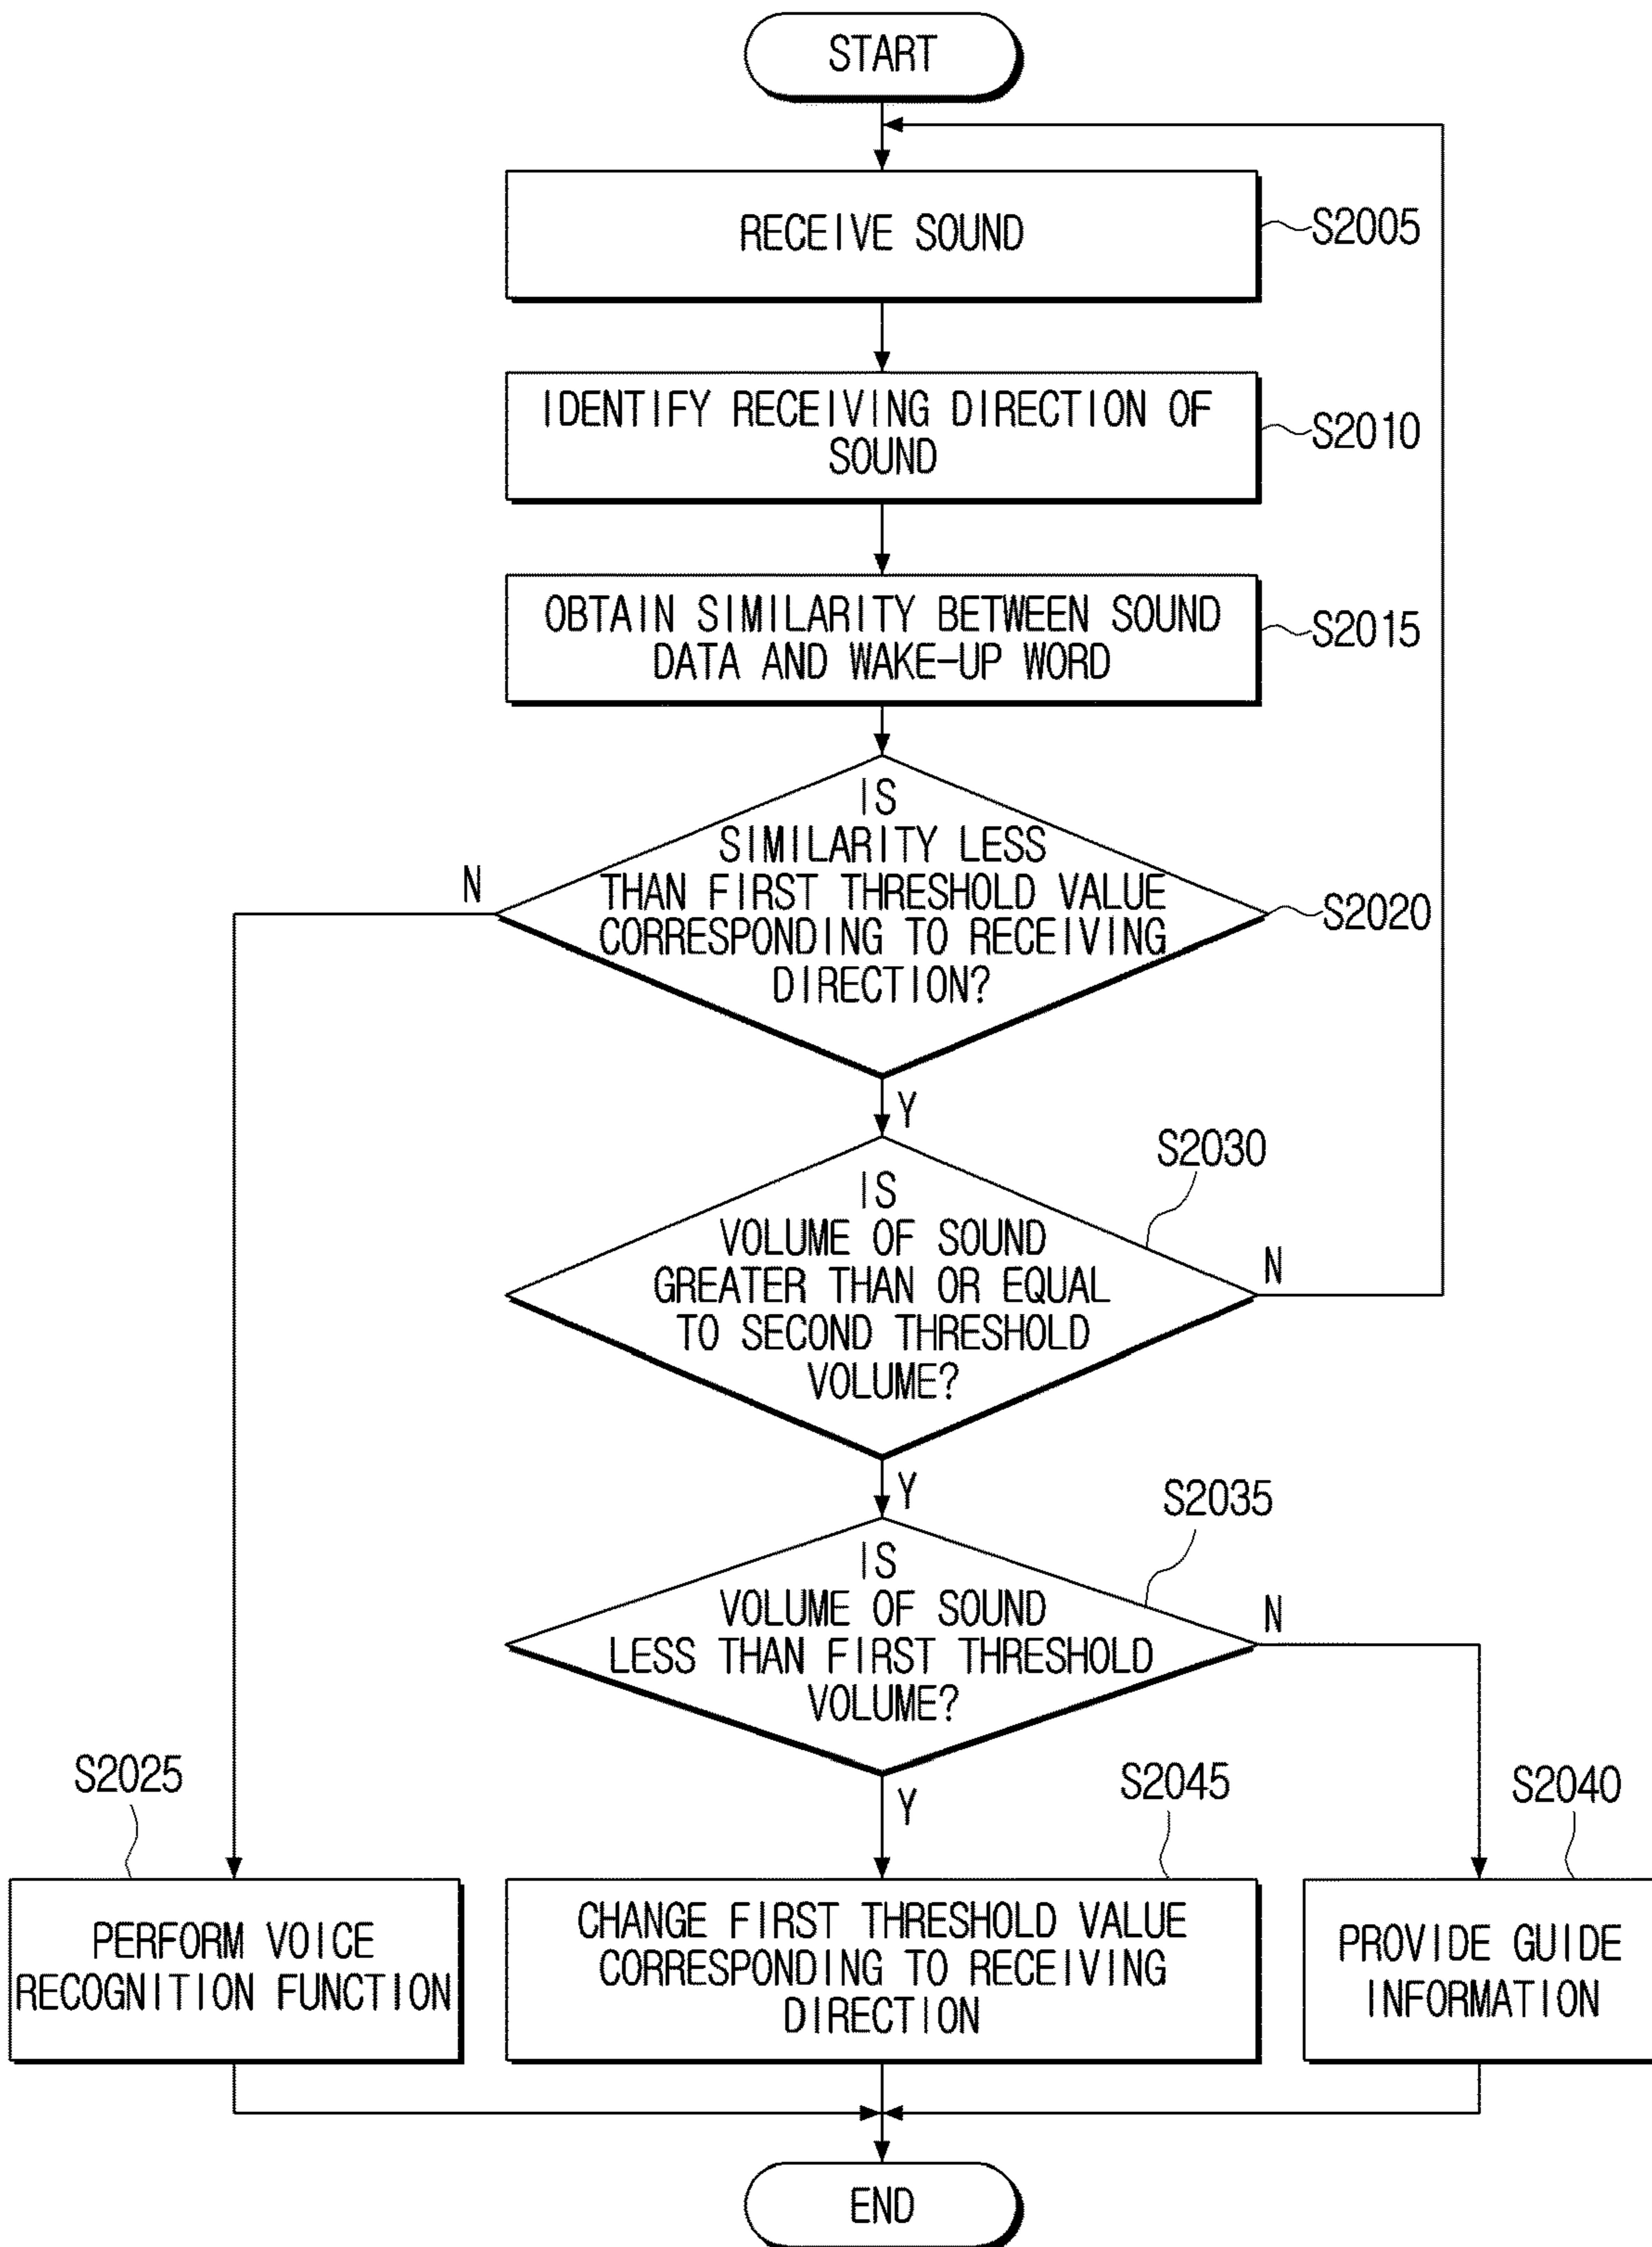 START
RECEIVE SOUND
S2005
IDENTIFY RECEIVING DIRECTION OF
SOUND
S2010
OBTAIN SIMILARITY BETWEEN SOUND
DATA AND WAKE-UP WORD
S2015
IS
SIMILARITY LESS
THAN FIRST THRESHOLD VALUE
CORRESPONDING TO RECEIVING
DIRECTION?
S2020
N
Y
S2030
IS
VOLUME OF SOUND
GREATER THAN OR EQUAL
TO SECOND THRESHOLD
VOLUME?
N
Y
S2035
IS
VOLUME OF SOUND
LESS THAN FIRST THRESHOLD
VOLUME?
N
Y
S2025
PERFORM VOICE
RECOGNITION FUNCTION
S2045
CHANGE FIRST THRESHOLD VALUE
CORRESPONDING TO RECEIVING
DIRECTION
S2040
PROVIDE GUIDE
INFORMATION
END